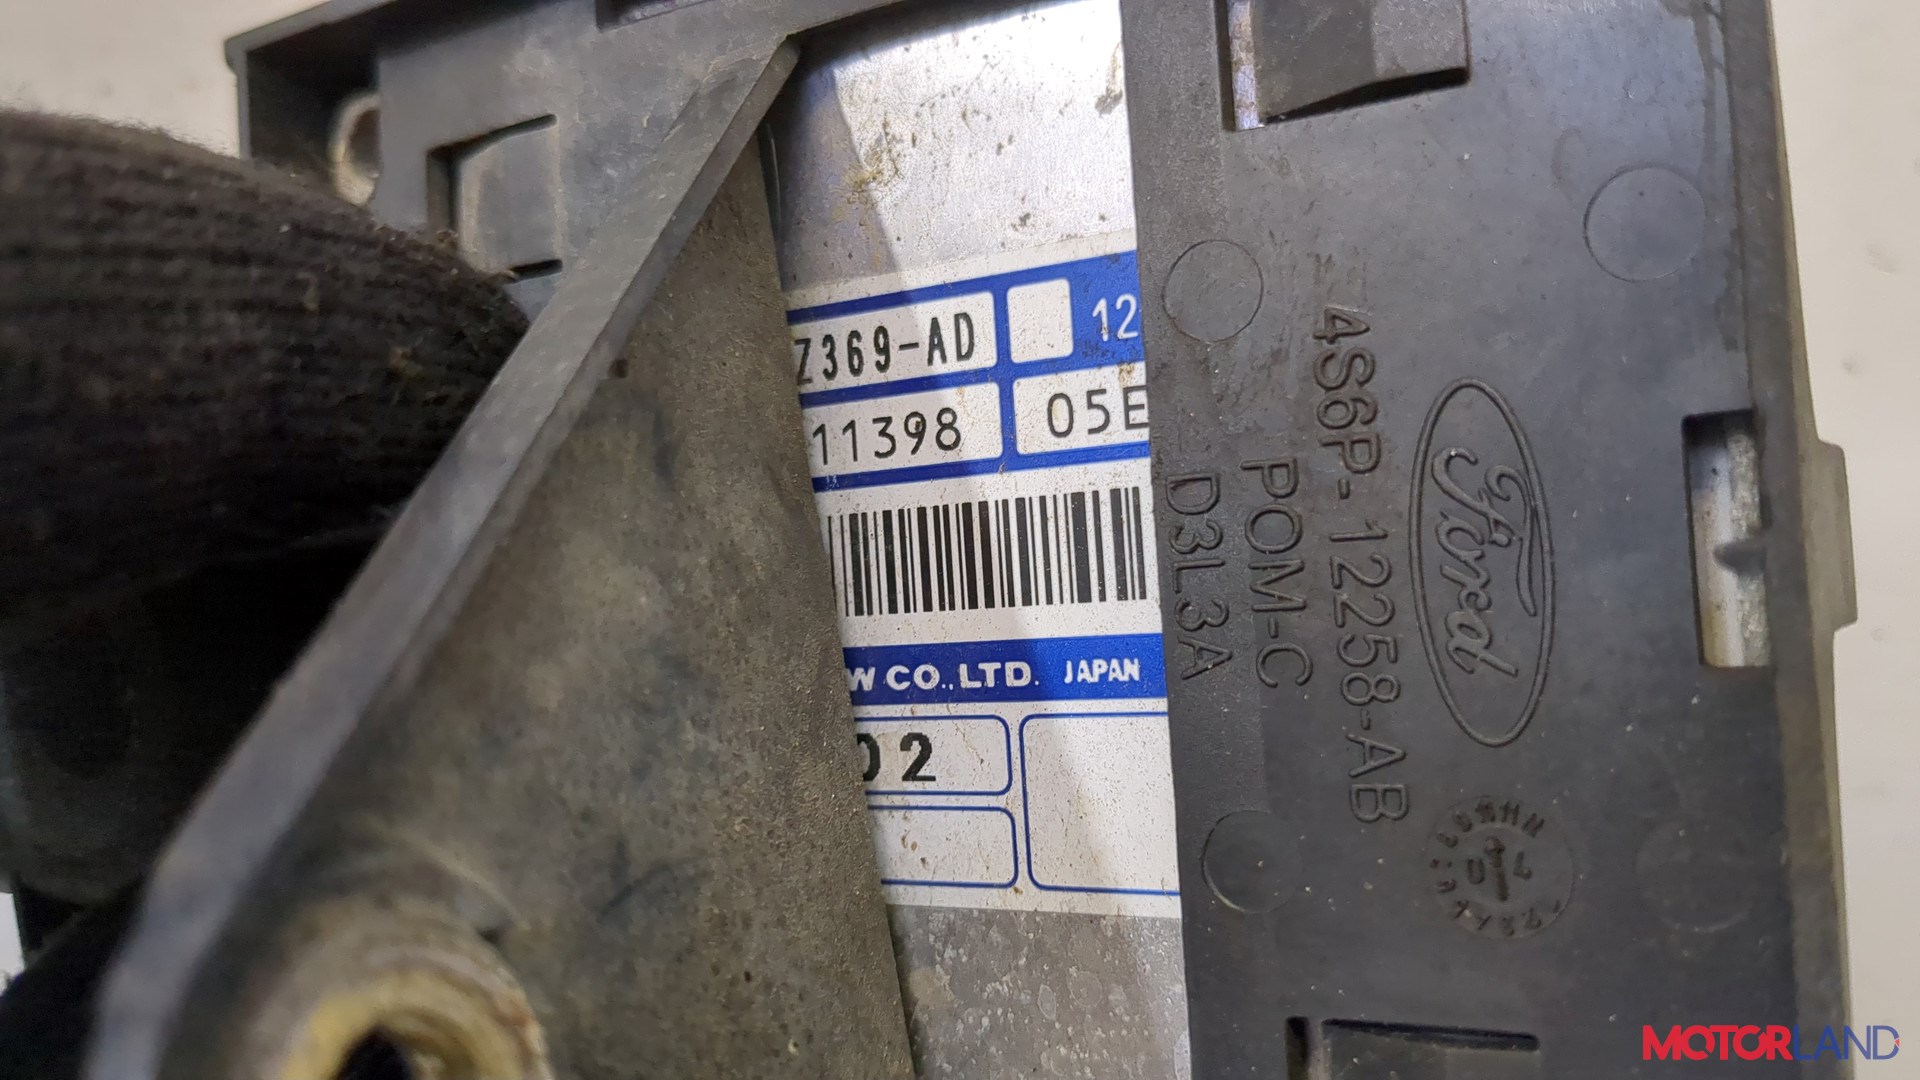 Z369-AD
12
11398
05E
W CO.,LTD. JAPAN
02
Ford
4S6P-12258-AB
POM-C
D3L3A
MOTORLAND